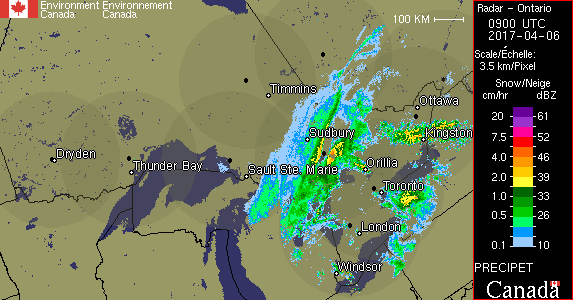 Environment Environnement
Canada Canada
100 KM
Timmins
Ottawa
Sudbury
Kingston
Dryden
Thunder Bay
Sault Ste. Marie
Orillia
Toronto
London
Windsor
Radar - Ontario
0900 UTC
2017-04-06
Scale/Échelle:
3.5 km/Pixel
Snow/Neige
cm/hr dBZ
20 61
7.5 52
4.0 46
2.0 39
1.0 33
0.5 26
0.1 10
PRECIPET
Canada